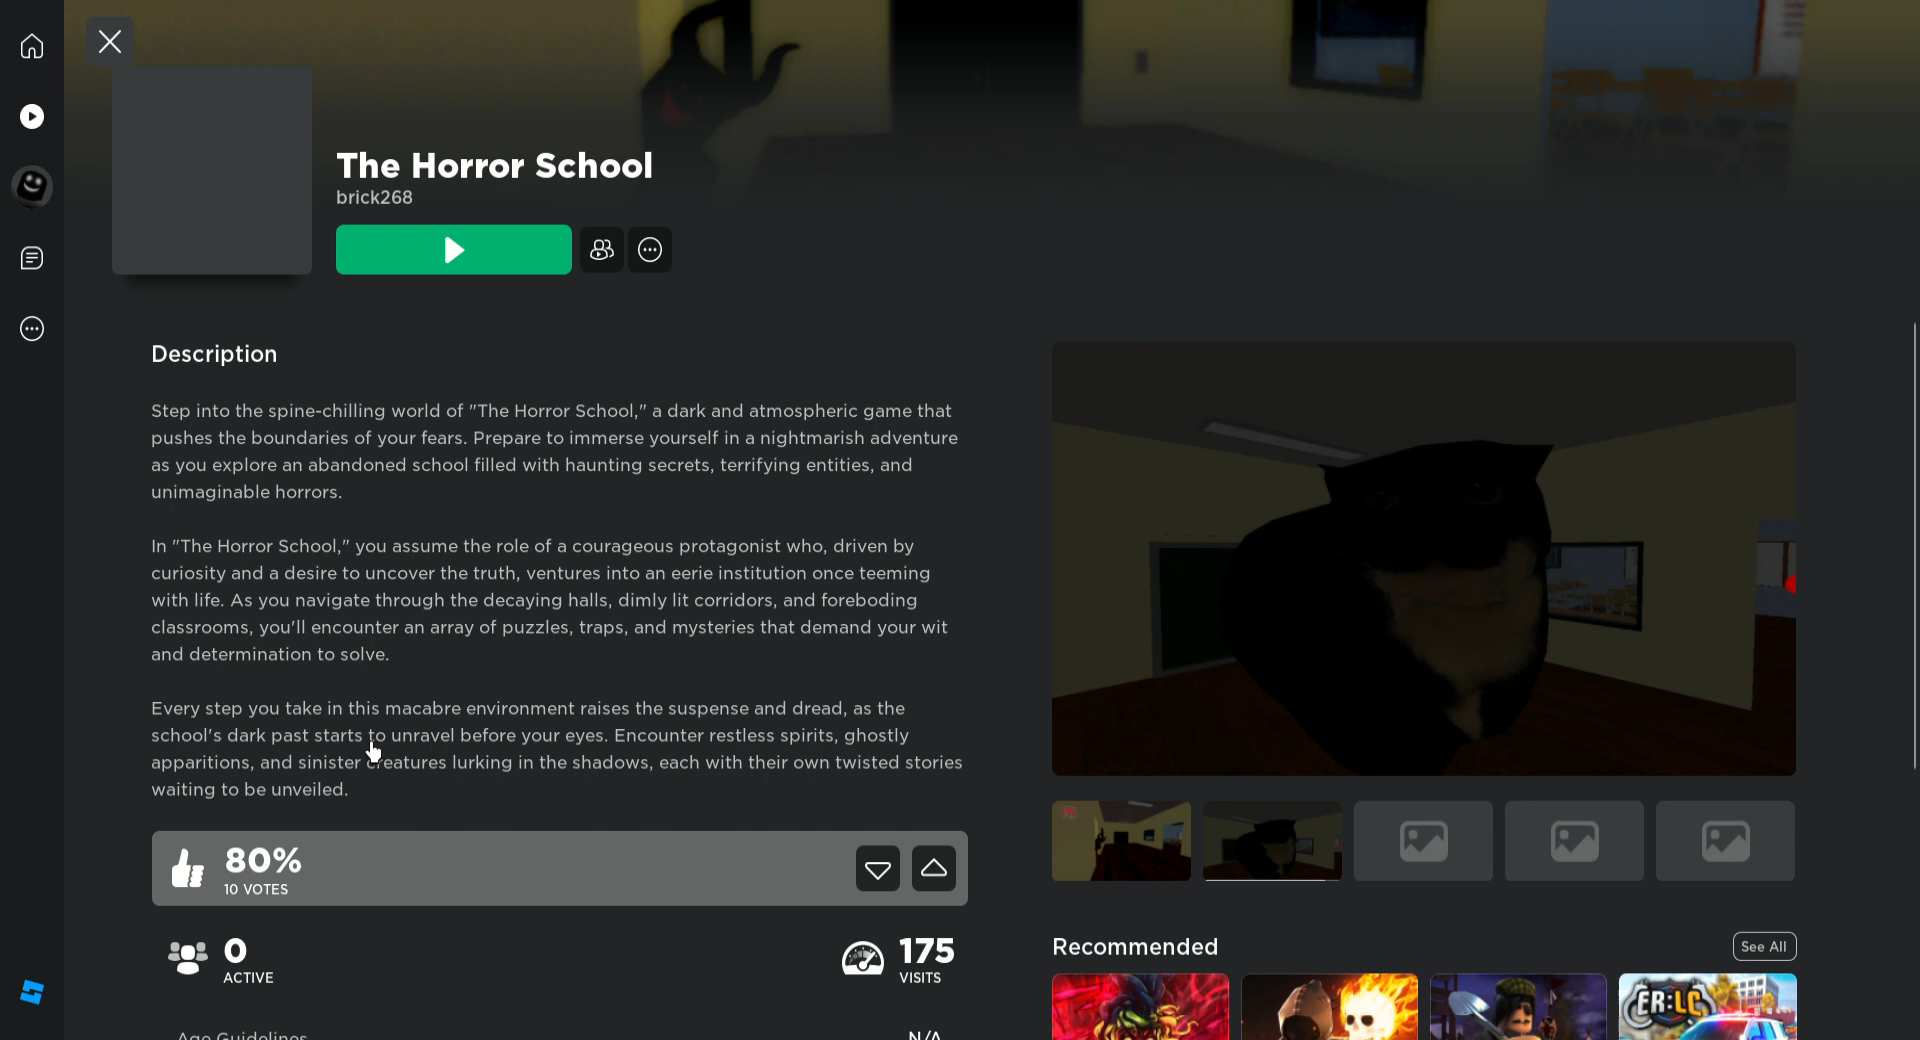 The Horror School
brick268
Description
Step into the spine-chilling world of "The Horror School," a dark and atmospheric game that
pushes the boundaries of your fears. Prepare to immerse yourself in a nightmarish adventure
as you explore an abandoned school filled with haunting secrets, terrifying entities, and
unimaginable horrors.
In "The Horror School," you assume the role of a courageous protagonist who, driven by
curiosity and a desire to uncover the truth, ventures into an eerie institution once teeming
with life. As you navigate through the decaying halls, dimly lit corridors, and foreboding
classrooms, you'll encounter an array of puzzles, traps, and mysteries that demand your wit
and determination to solve.
Every step you take in this macabre environment raises the suspense and dread, as the
school's dark past starts to unravel before your eyes. Encounter restless spirits, ghostly
apparitions, and sinister creatures lurking in the shadows, each with their own twisted stories
waiting to be unveiled.
80%
10 VOTES
0
ACTIVE
175
VISITS
Age Guidelines
N/A
Recommended
See All
ER:LC